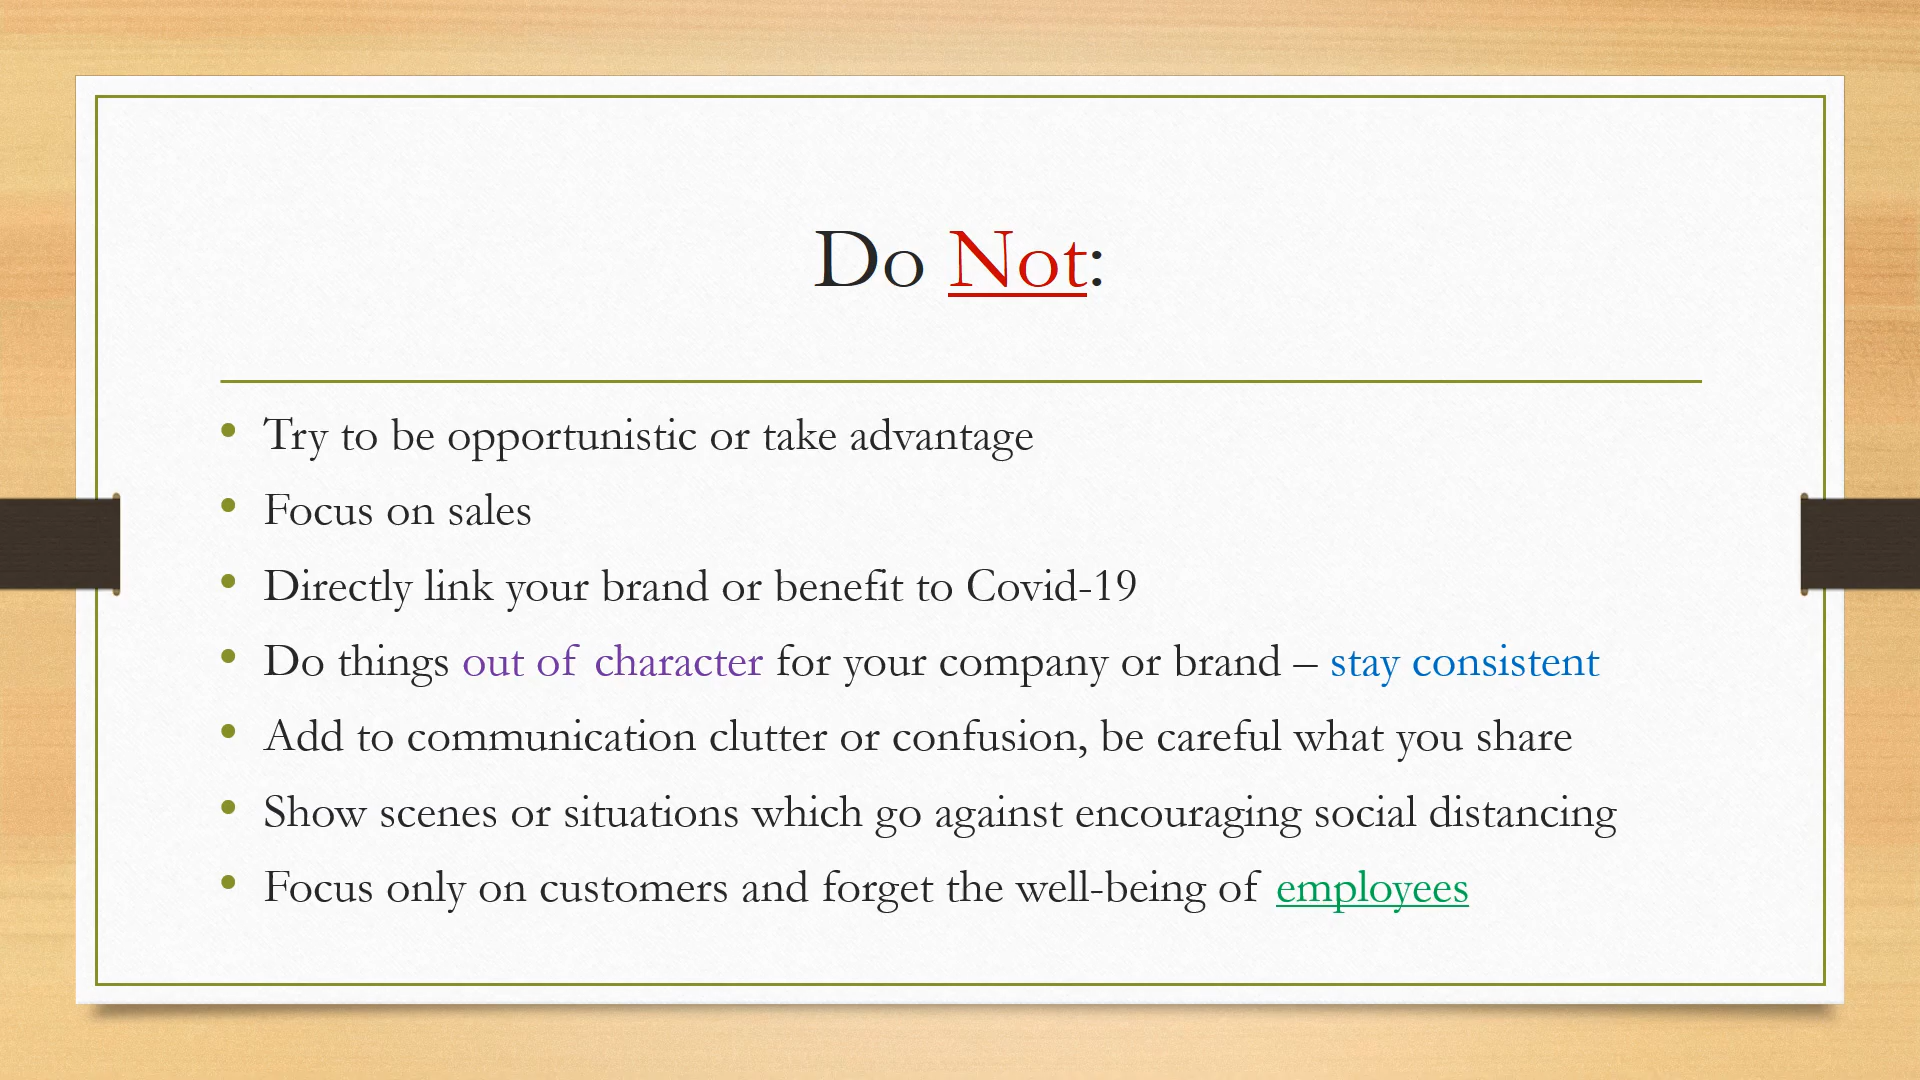 Do Not:
• Try to be opportunistic or take advantage
• Focus on sales
• Directly link your brand or benefit to Covid-19
• Do things out of character for your company or brand – stay consistent
• Add to communication clutter or confusion, be careful what you share
• Show scenes or situations which go against encouraging social distancing
• Focus only on customers and forget the well-being of employees